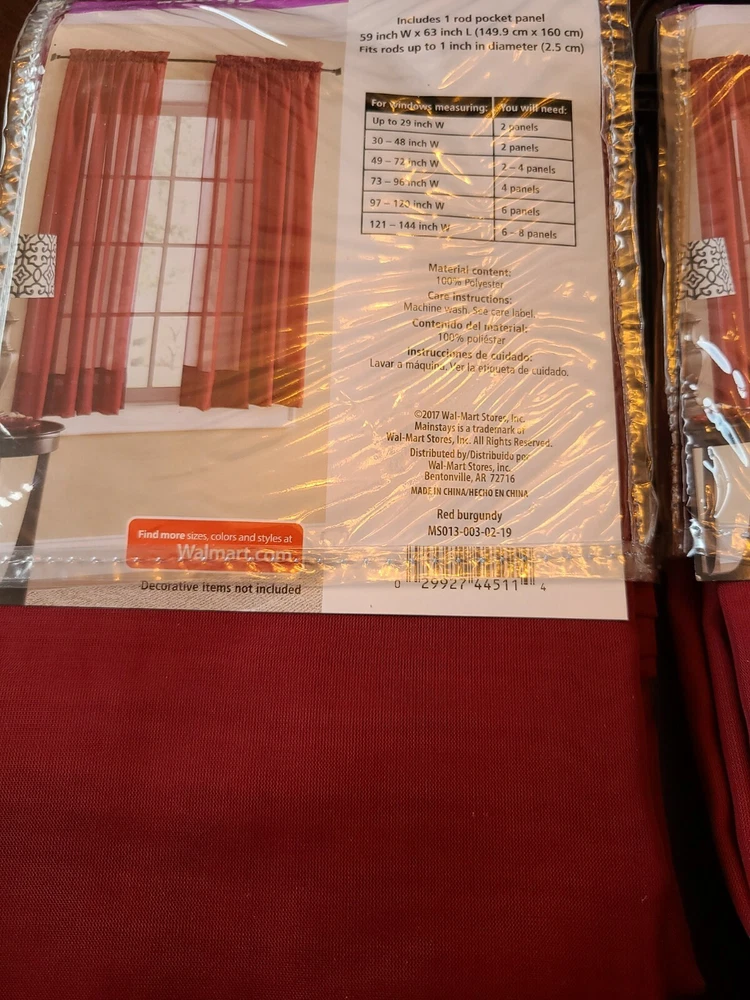 Includes 1 rod pocket panel
59 inch W x 63 inch L (149.9 cm x 160 cm)
Fits rods up to 1 inch in diameter (2.5 cm)
For windows measuring: You will need:
Up to 29 inch W 2 panels
30 – 48 inch W 2 panels
49 – 72 inch W 2 – 4 panels
73 – 96 inch W 4 panels
97 – 120 inch W 6 panels
121 – 144 inch W 6 – 8 panels
Material content:
100% Polyester
Care instructions:
Machine wash. See care label.
Contenido del material:
100% poliéster
Instrucciones de cuidado:
Lavar a máquina. Ver la etiqueta de cuidado.
©2017 Wal-Mart Stores, Inc.
Mainstays is a trademark of
Wal-Mart Stores, Inc. All Rights Reserved.
Distributed by/Distribuido por
Wal-Mart Stores, Inc.
Bentonville, AR 72716
MADE IN CHINA/HECHO EN CHINA
Red burgundy
MS013-003-02-19
0 29927 44511 4
Find more sizes, colors and styles at
Walmart.com
Decorative items not included